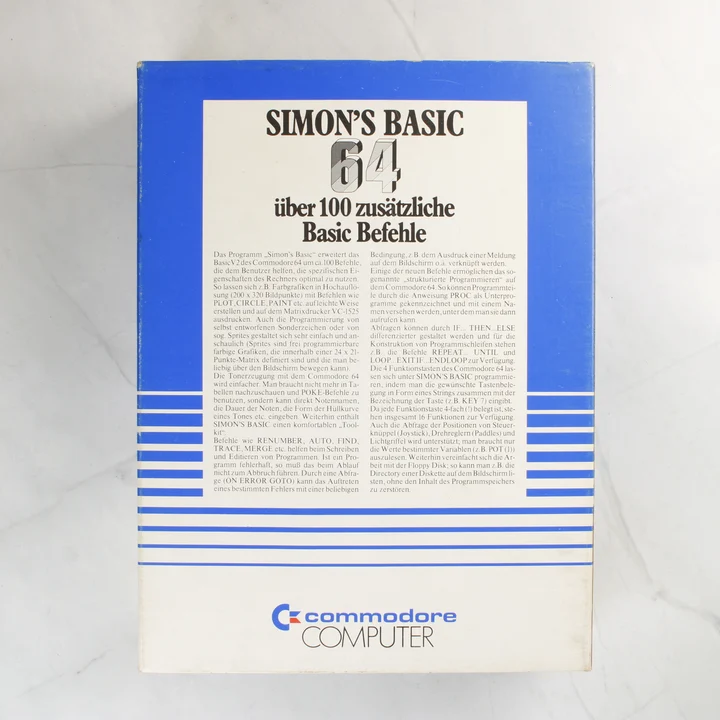 SIMON'S BASIC
64
über 100 zusätzliche
Basic Befehle
Das Programm „Simon's Basic" erweitert das
Basic V2 des Commodore 64 um ca. 100 Befehle,
die dem Benutzer helfen, die spezifischen Ei-
genschaften des Rechners optimal zu nutzen.
So lassen sich z.B. Farbgrafiken in Hochauflö-
sung (200 x 320 Bildpunkte) mit Befehlen wie
PLOT, CIRCLE, PAINT etc. auf leichte Weise
erstellen und auf dem Matrixdrucker VC-1525
ausdrucken. Auch die Programmierung von
selbst entworfenen Sonderzeichen oder von
sog. Sprites gestaltet sich sehr einfach und an-
schaulich (Sprites sind frei programmierbare
farbige Grafiken, die innerhalb einer 24 x 21-
Punkte-Matrix definiert sind und die man be-
liebig über den Bildschirm bewegen kann).
Die Tonerzeugung mit dem Commodore 64
wird einfacher. Man braucht nicht mehr in Ta-
bellen nachzuschauen und POKE-Befehle zu
benutzen, sondern kann direkt Notennamen,
die Dauer der Noten, die Form der Hüllkurve
eines Tones etc. eingeben. Weiterhin enthält
SIMON'S BASIC einen komfortablen „Tool-
kit":
Befehle wie RENUMBER, AUTO, FIND,
TRACE, MERGE etc. helfen beim Schreiben
und Editieren von Programmen. Ist ein Pro-
gramm fehlerhaft, so muß das beim Ablauf
nicht zum Abbruch führen. Durch eine Abfra-
ge (ON ERROR GOTO) kann das Auftreten
eines bestimmten Fehlers mit einer beliebigen
Bedingung, z.B. dem Ausdruck einer Meldung
auf dem Bildschirm o.ä. verknüpft werden.
Einige der neuen Befehle ermöglichen das so-
genannte „strukturierte Programmieren" auf
dem Commodore 64. So können Programmtei-
le durch die Anweisung PROC als Unterpro-
gramme gekennzeichnet und mit einem Na-
men versehen werden, unter dem man sie dann
aufrufen kann.
Abfragen können durch IF... THEN...ELSE
differenzierter gestaltet werden und für die
Konstruktion von Programmschleifen stehen
z.B. die Befehle REPEAT... UNTIL und
LOOP...EXIT IF...END LOOP zur Verfügung.
Die 4 Funktionstasten des Commodore 64 las-
sen sich unter SIMON'S BASIC programmie-
ren, indem man die gewünschte Tastenbele-
gung in Form eines Strings zusammen mit der
Bezeichnung der Taste (z.B. KEY 7) eingibt.
Da jede Funktionstaste 4-fach (!) belegt ist, ste-
hen insgesamt 16 Funktionen zur Verfügung.
Auch die Abfrage der Positionen von Steuer-
knüppel (Joystick), Drehreglern (Paddles) und
Lichtgriffel wird unterstützt; man braucht nur
die Werte bestimmter Variablen (z.B. POT (1))
auszulesen. Weiterhin vereinfacht sich die Ar-
beit mit der Floppy Disk; so kann man z.B. die
Directory einer Diskette auf dem Bildschirm li-
sten, ohne den Inhalt des Programmspeichers
zu zerstören.
commodore
COMPUTER